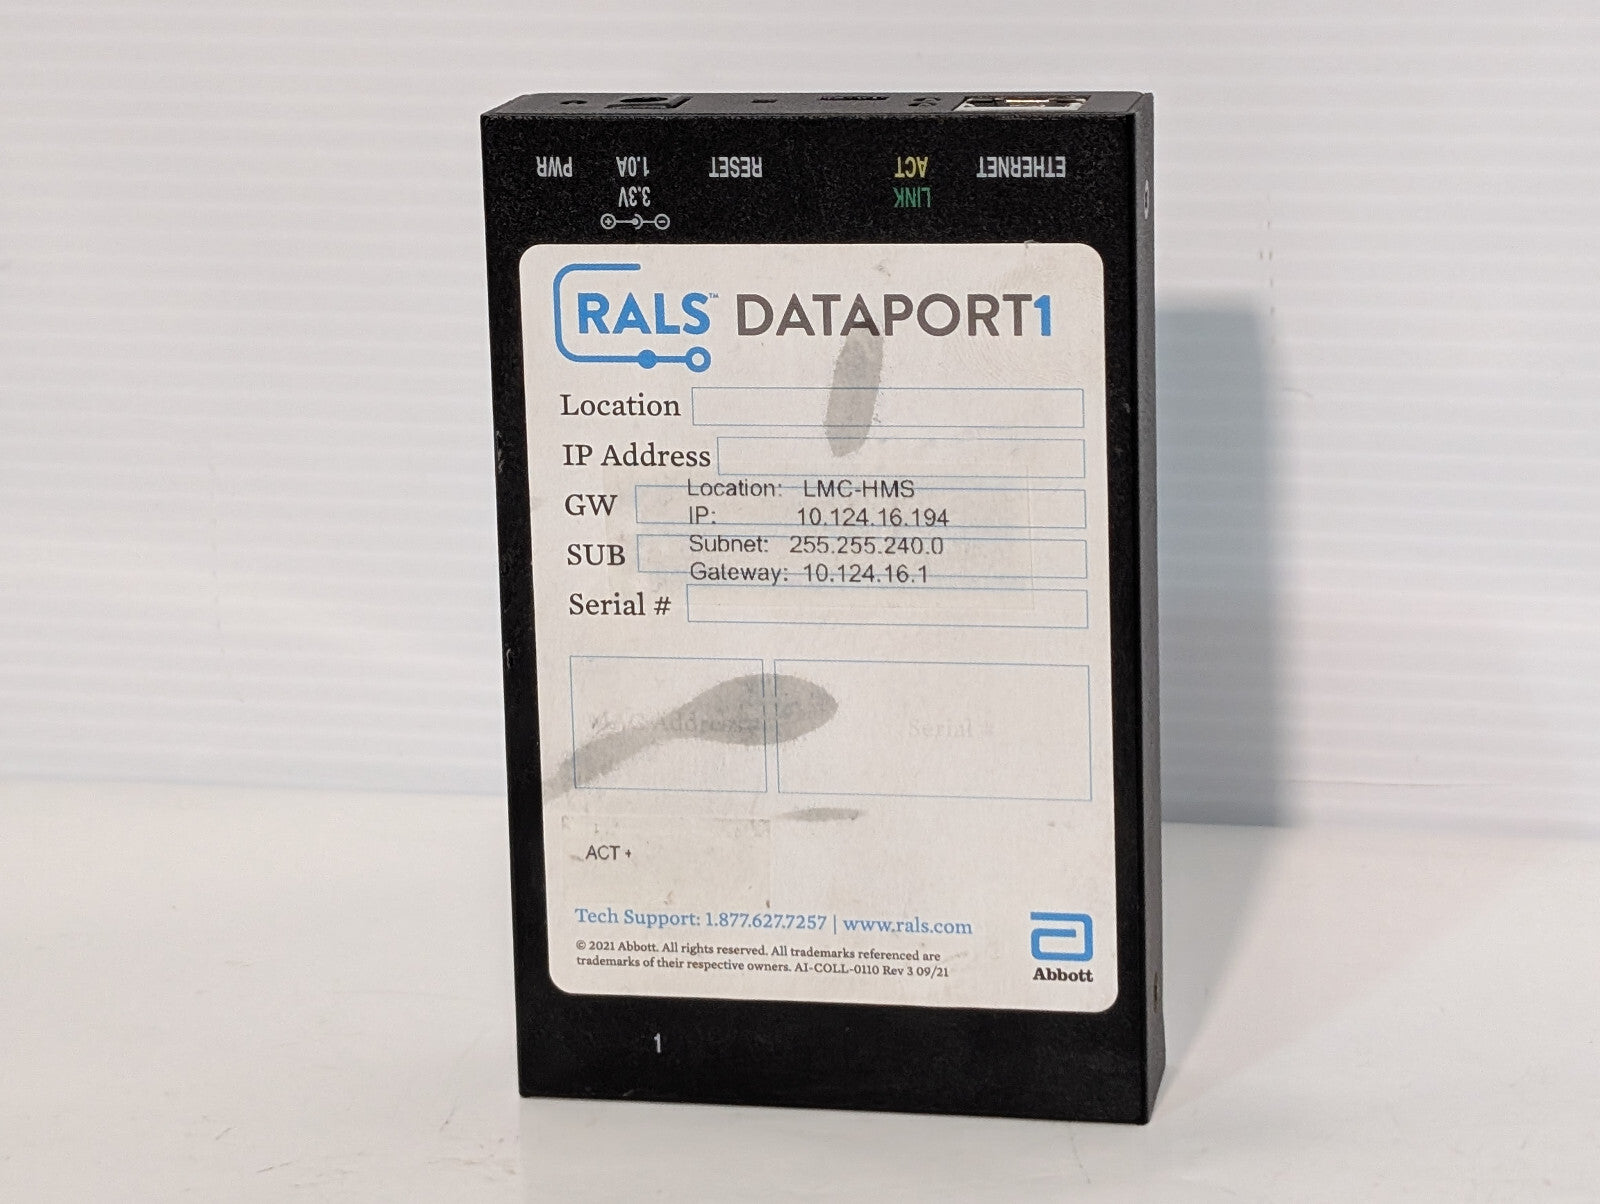 PWR 1.0A RESET ACT ETHERNET
3.3V LINK
RALS™ DATAPORT1
Location
IP Address
Location: LMC-HMS
GW
IP: 10.124.16.194
Subnet: 255.255.240.0
SUB
Gateway: 10.124.16.1
Serial #
MAC Address Serial #
ACT +
Tech Support: 1.877.627.7257 | www.rals.com
© 2021 Abbott. All rights reserved. All trademarks referenced are
trademarks of their respective owners. AI-COLL-0110 Rev 3 09/21
Abbott
1